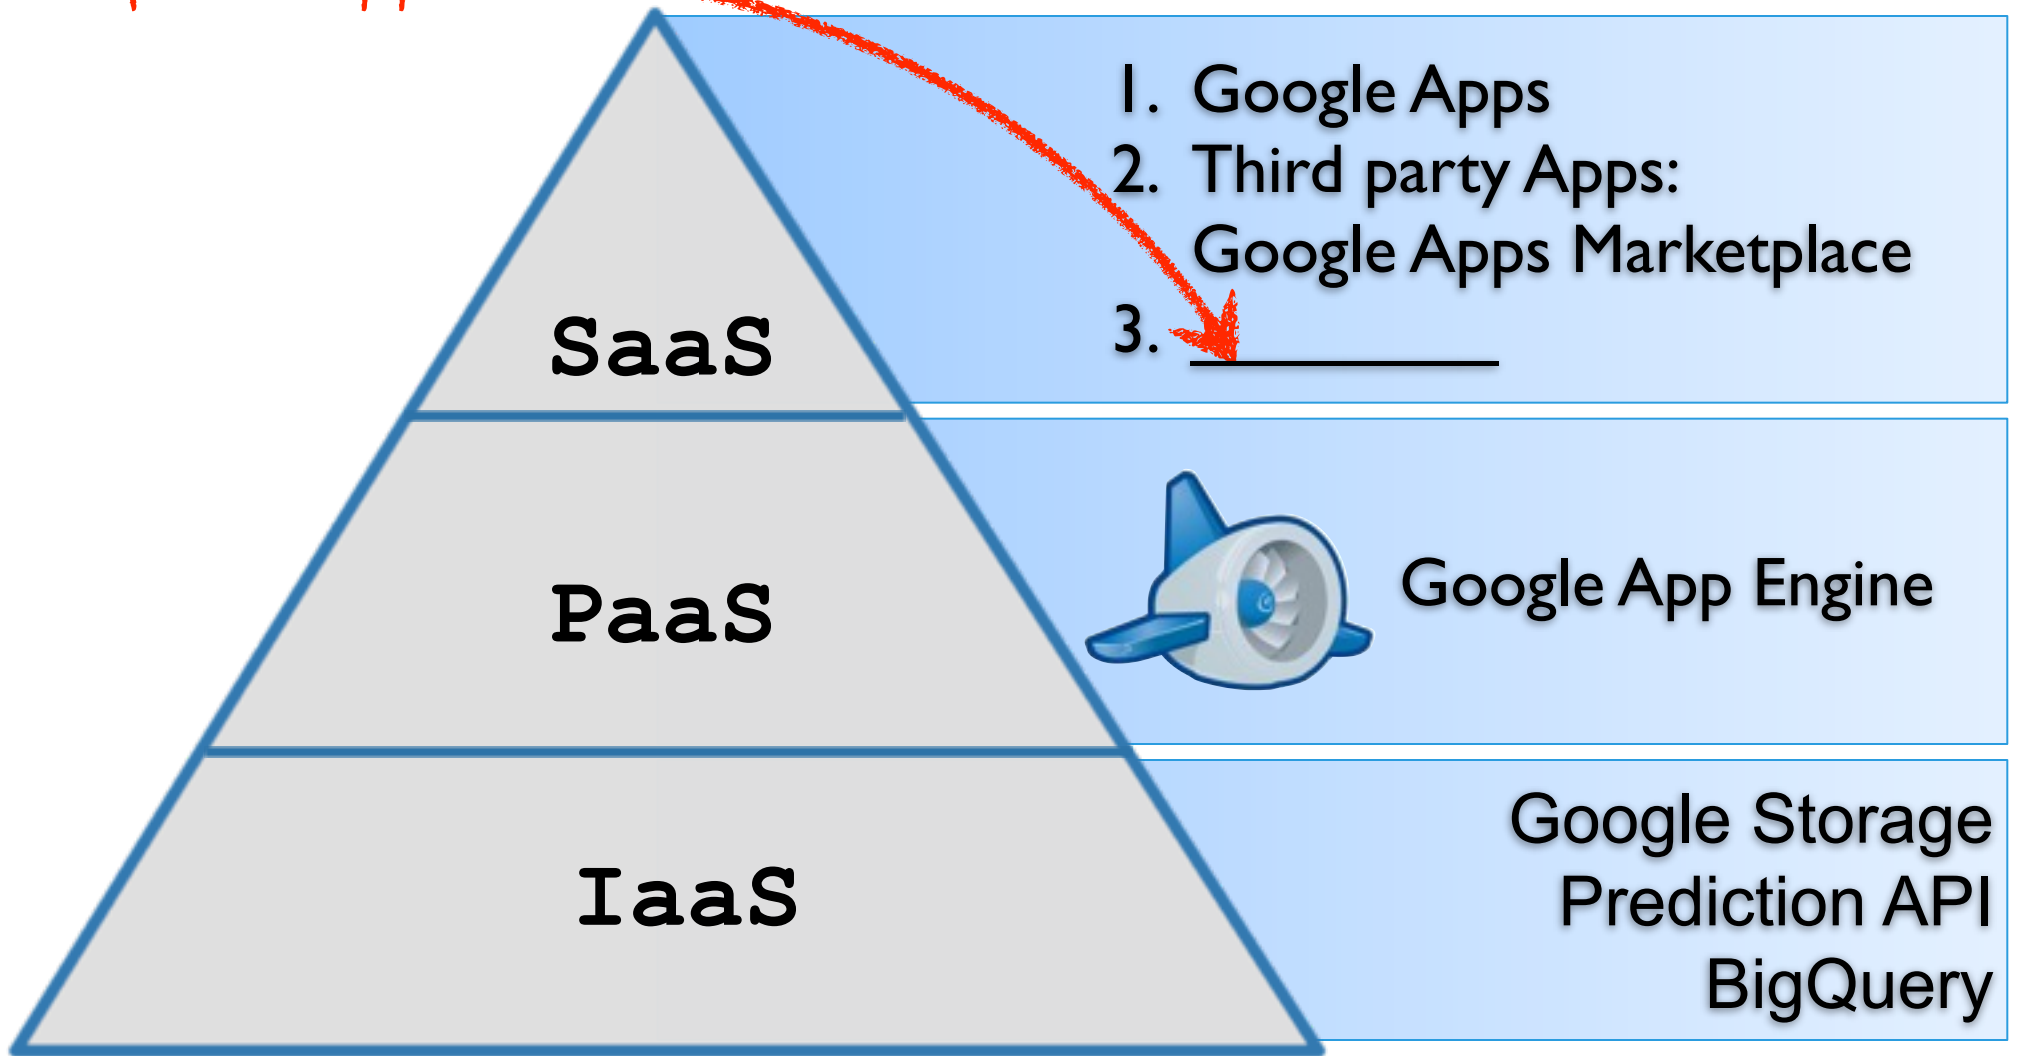 1. Google Apps
2. Third party Apps:
Google Apps Marketplace
3. __________
SaaS
PaaS
Google App Engine
IaaS
Google Storage
Prediction API
BigQuery